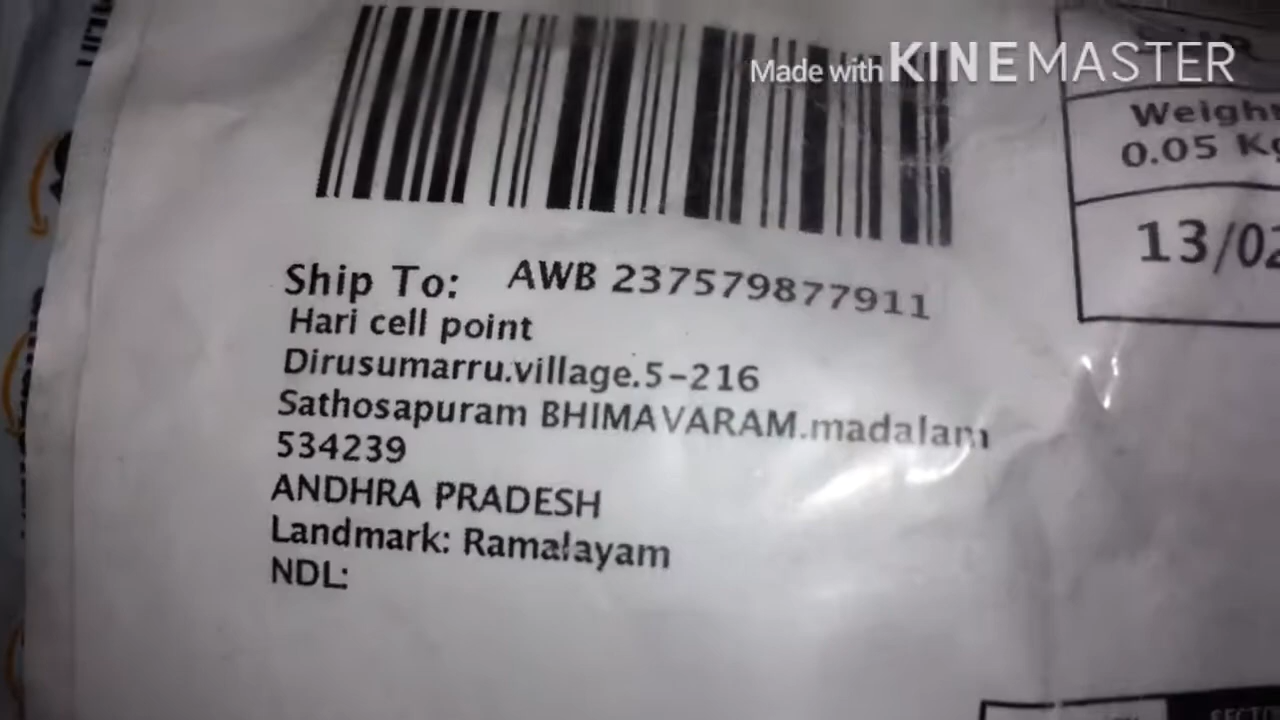 Made with KINEMASTER
Weight
0.05 Kg
13/02
Ship To: AWB 237579877911
Hari cell point
Dirusumarru.village.5-216
Sathosapuram BHIMAVARAM.madalam
534239
ANDHRA PRADESH
Landmark: Ramalayam
NDL: